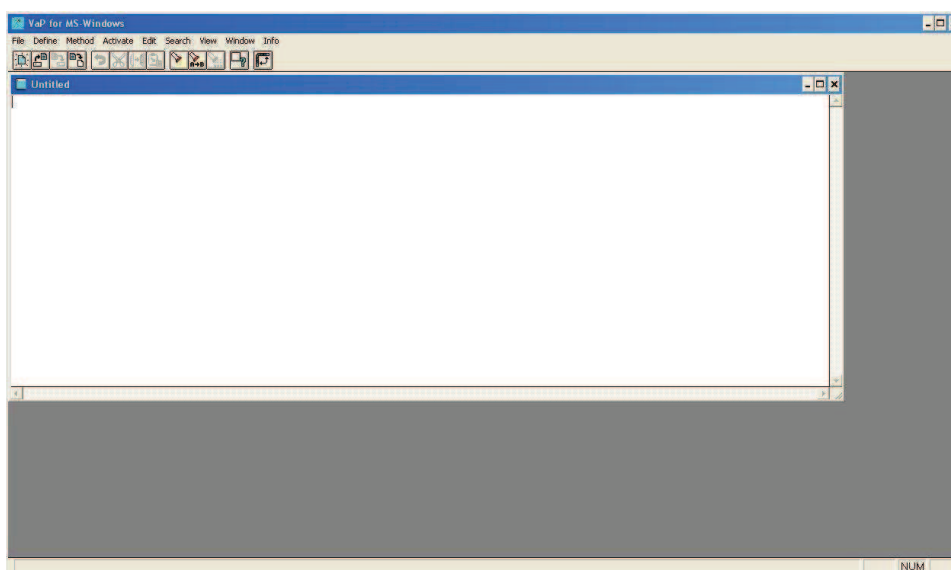 VaP for MS-Windows
File Define Method Activate Edit Search View Window Info
Untitled
NUM